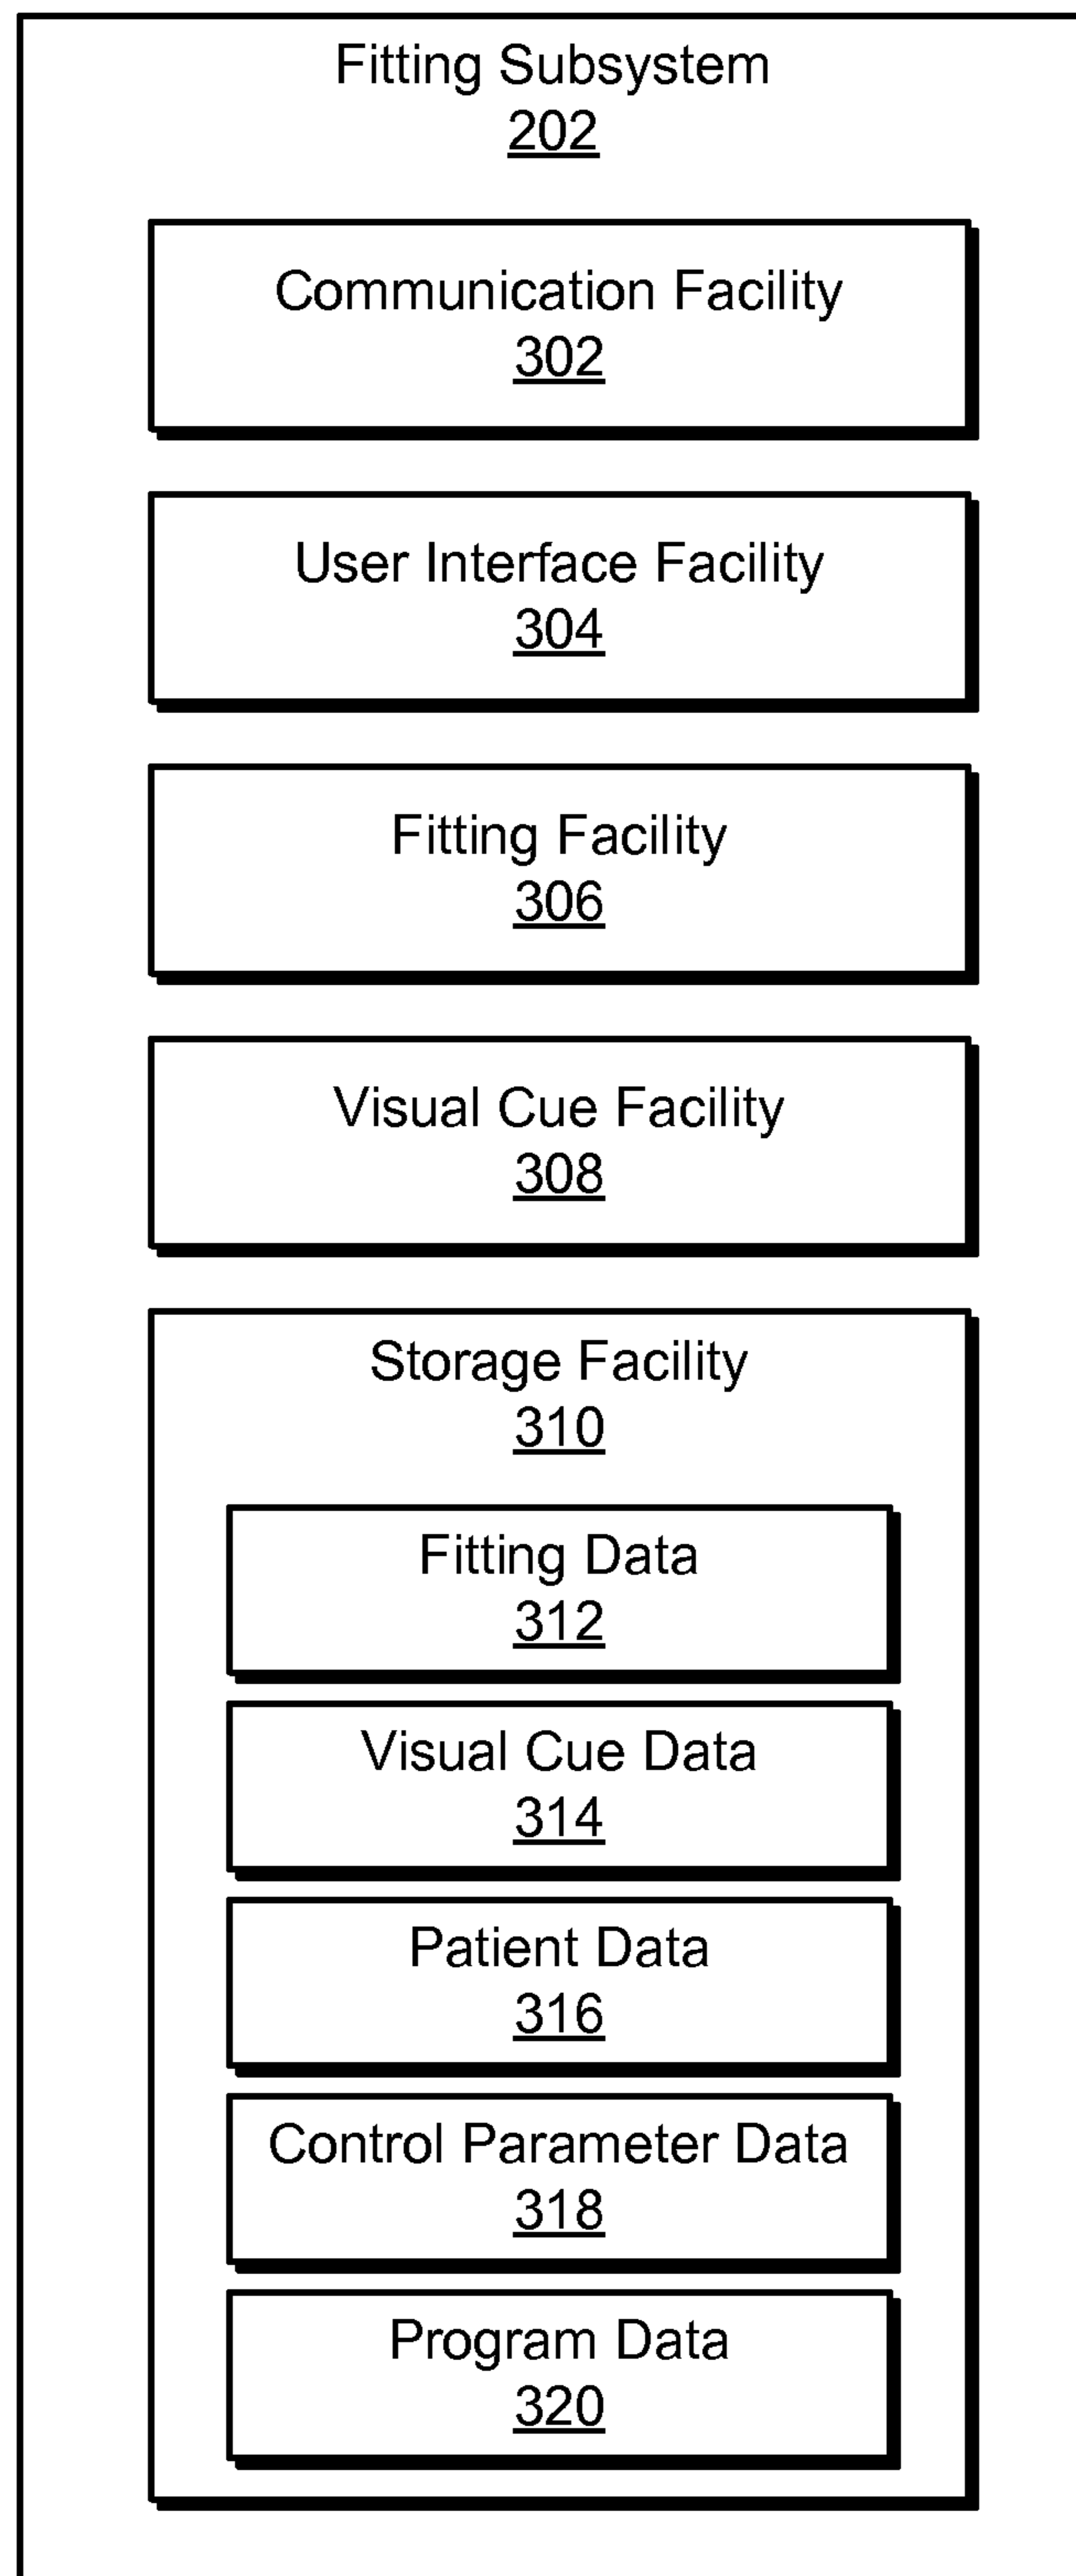 Fitting Subsystem
202
Communication Facility
302
User Interface Facility
304
Fitting Facility
306
Visual Cue Facility
308
Storage Facility
310
Fitting Data
312
Visual Cue Data
314
Patient Data
316
Control Parameter Data
318
Program Data
320